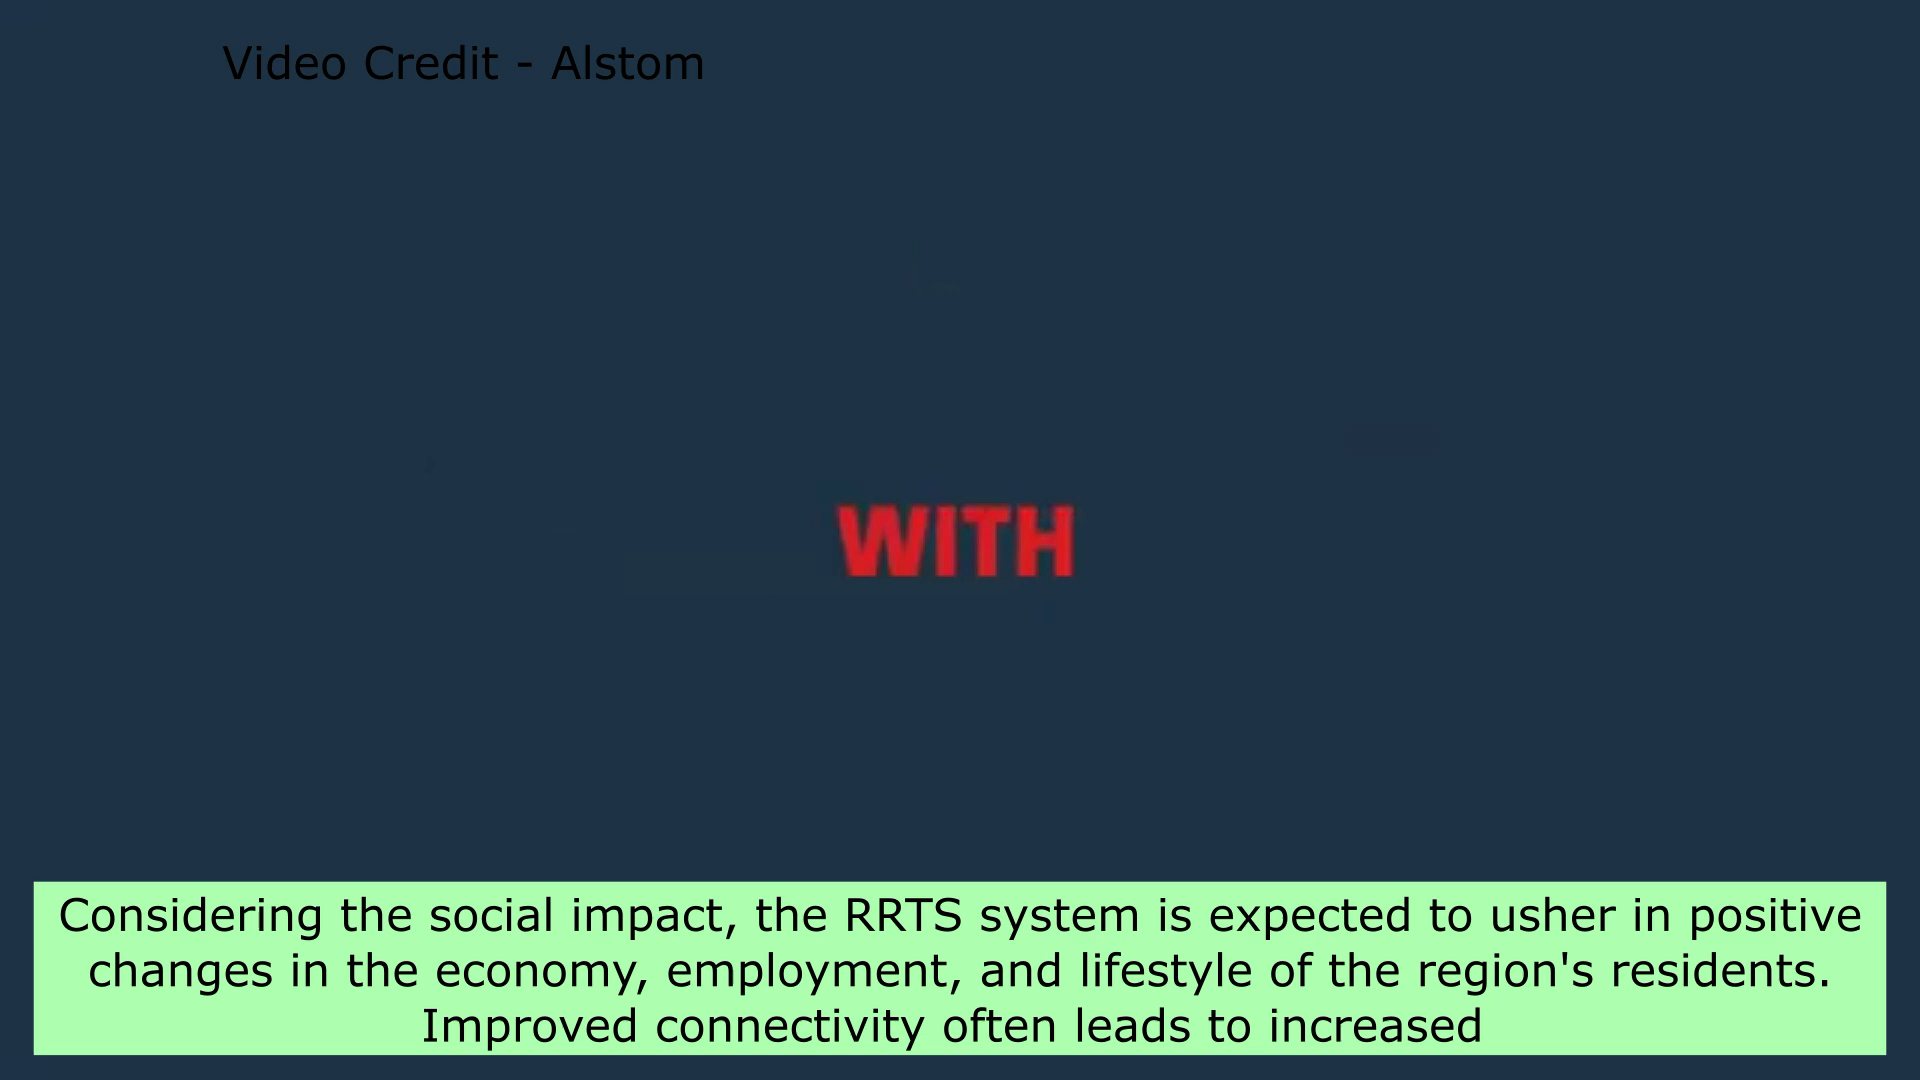 Video Credit - Alstom
WITH
Considering the social impact, the RRTS system is expected to usher in positive
changes in the economy, employment, and lifestyle of the region's residents.
Improved connectivity often leads to increased